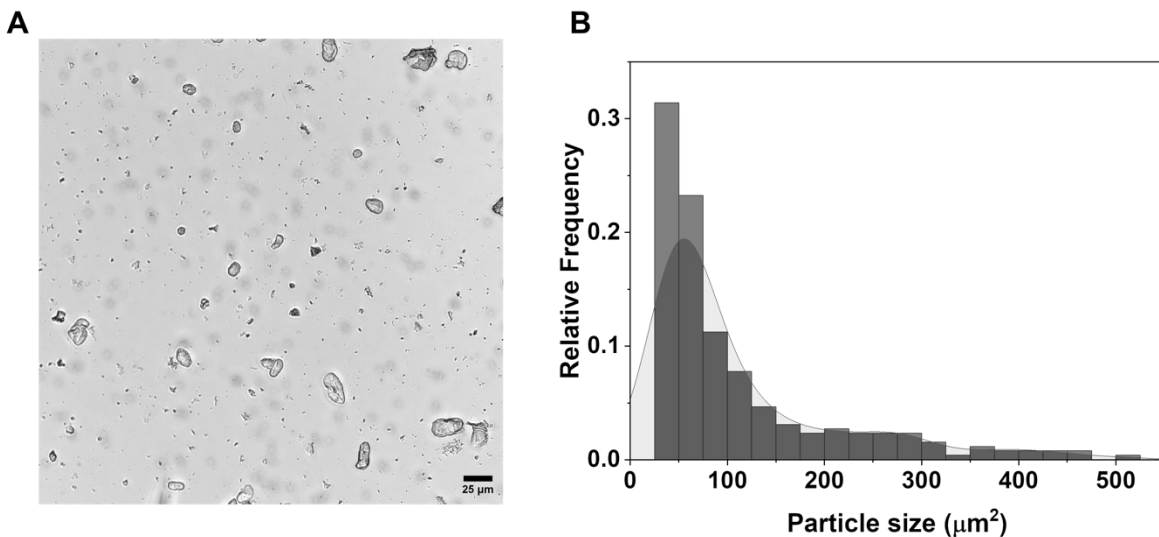 A
25 μm
B
Relative Frequency
0.3
0.2
0.1
0.0
0
100
200
300
400
500
Particle size (μm²)